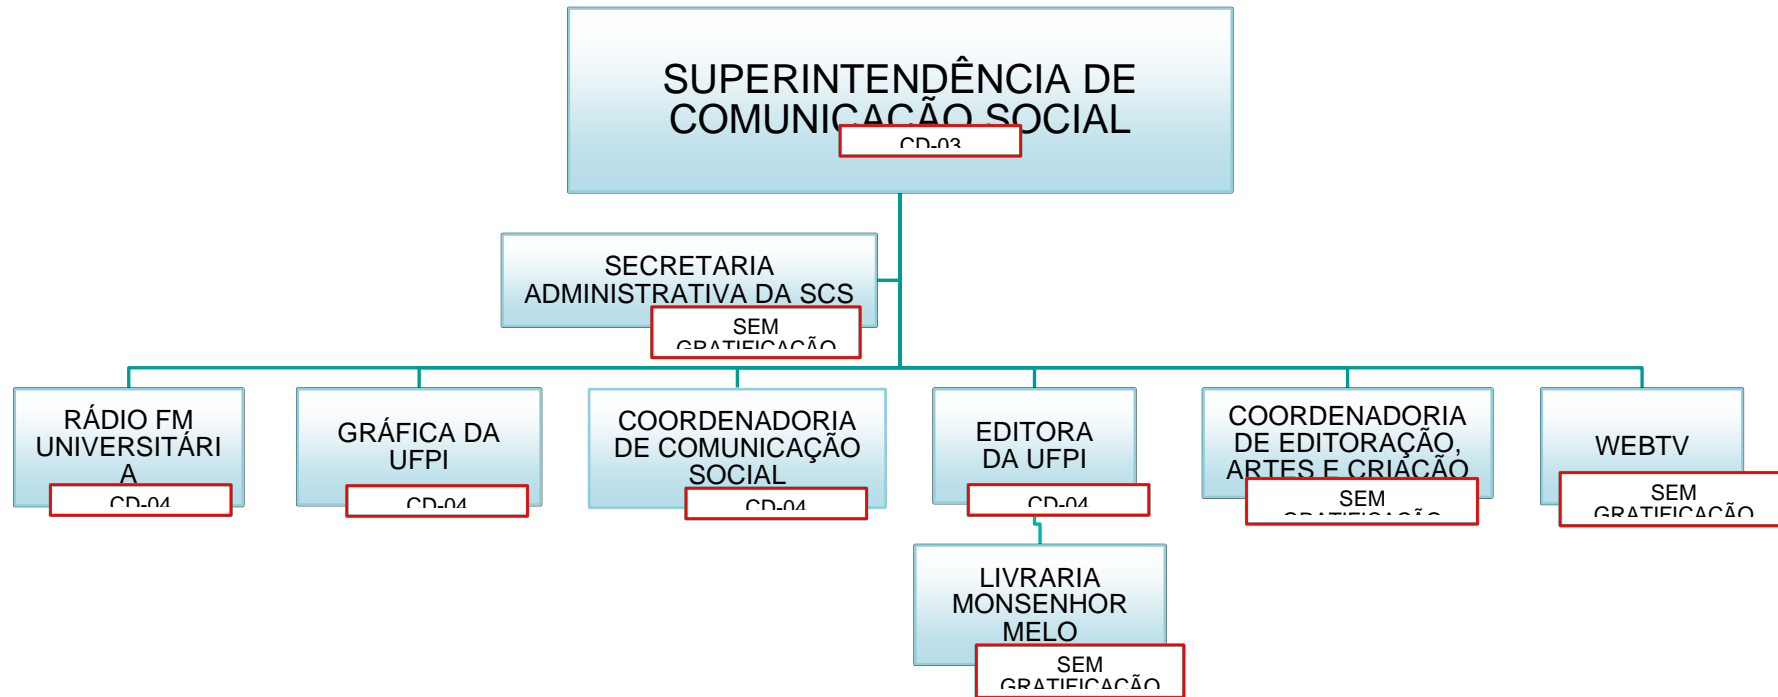 SUPERINTENDÊNCIA DE
COMUNICAÇÃO SOCIAL
CD-03
SECRETARIA
ADMINISTRATIVA DA SCS
SEM
GRATIFICAÇÃO
RÁDIO FM
UNIVERSITÁRI
A
CD-04
GRÁFICA DA
UFPI
CD-04
COORDENADORIA
DE COMUNICAÇÃO
SOCIAL
CD-04
EDITORA
DA UFPI
CD-04
COORDENADORIA
DE EDITORAÇÃO,
ARTES E CRIAÇÃO
SEM
GRATIFICAÇÃO
WEBTV
SEM
GRATIFICAÇÃO
LIVRARIA
MONSENHOR
MELO
SEM
GRATIFICAÇÃO